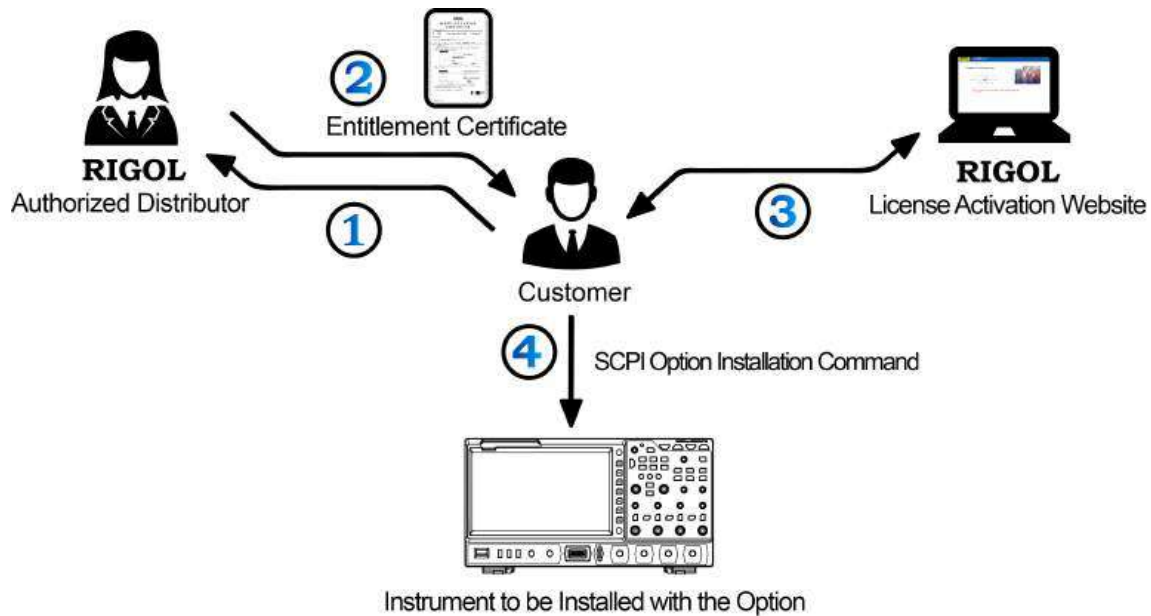 ②
Entitlement Certificate
RIGOL
Authorized Distributor
①
③
RIGOL
License Activation Website
Customer
④
SCPI Option Installation Command
Instrument to be Installed with the Option